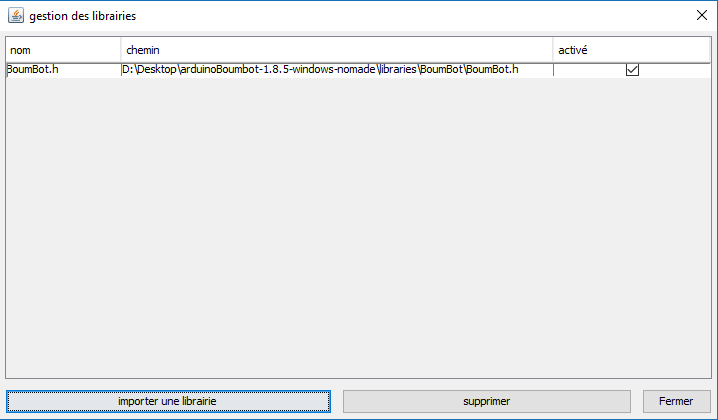 gestion des librairies
nom chemin activé
BoumBot.h D:\Desktop\arduinoBoumbot-1.8.5-windows-nomade\libraries\BoumBot\BoumBot.h
importer une librairie supprimer Fermer